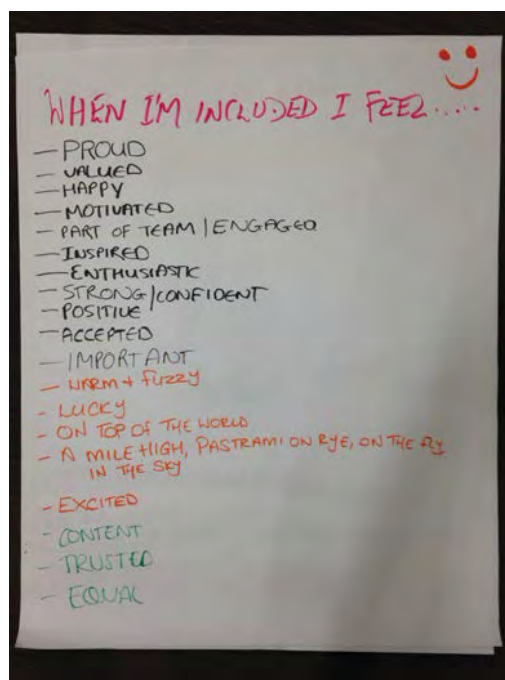 WHEN I'M INCLUDED I FEEL.....
- PROUD
- VALUED
- HAPPY
- MOTIVATED
- PART OF TEAM | ENGAGED
- INSPIRED
- ENTHUSIASTIC
- STRONG/CONFIDENT
- POSITIVE
- ACCEPTED
- IMPORTANT
- WARM + FUZZY
- LUCKY
- ON TOP OF THE WORLD
- A MILE HIGH, PASTRAMI ON RYE, ON THE FLY
IN THE SKY
- EXCITED
- CONTENT
- TRUSTED
- EQUAL